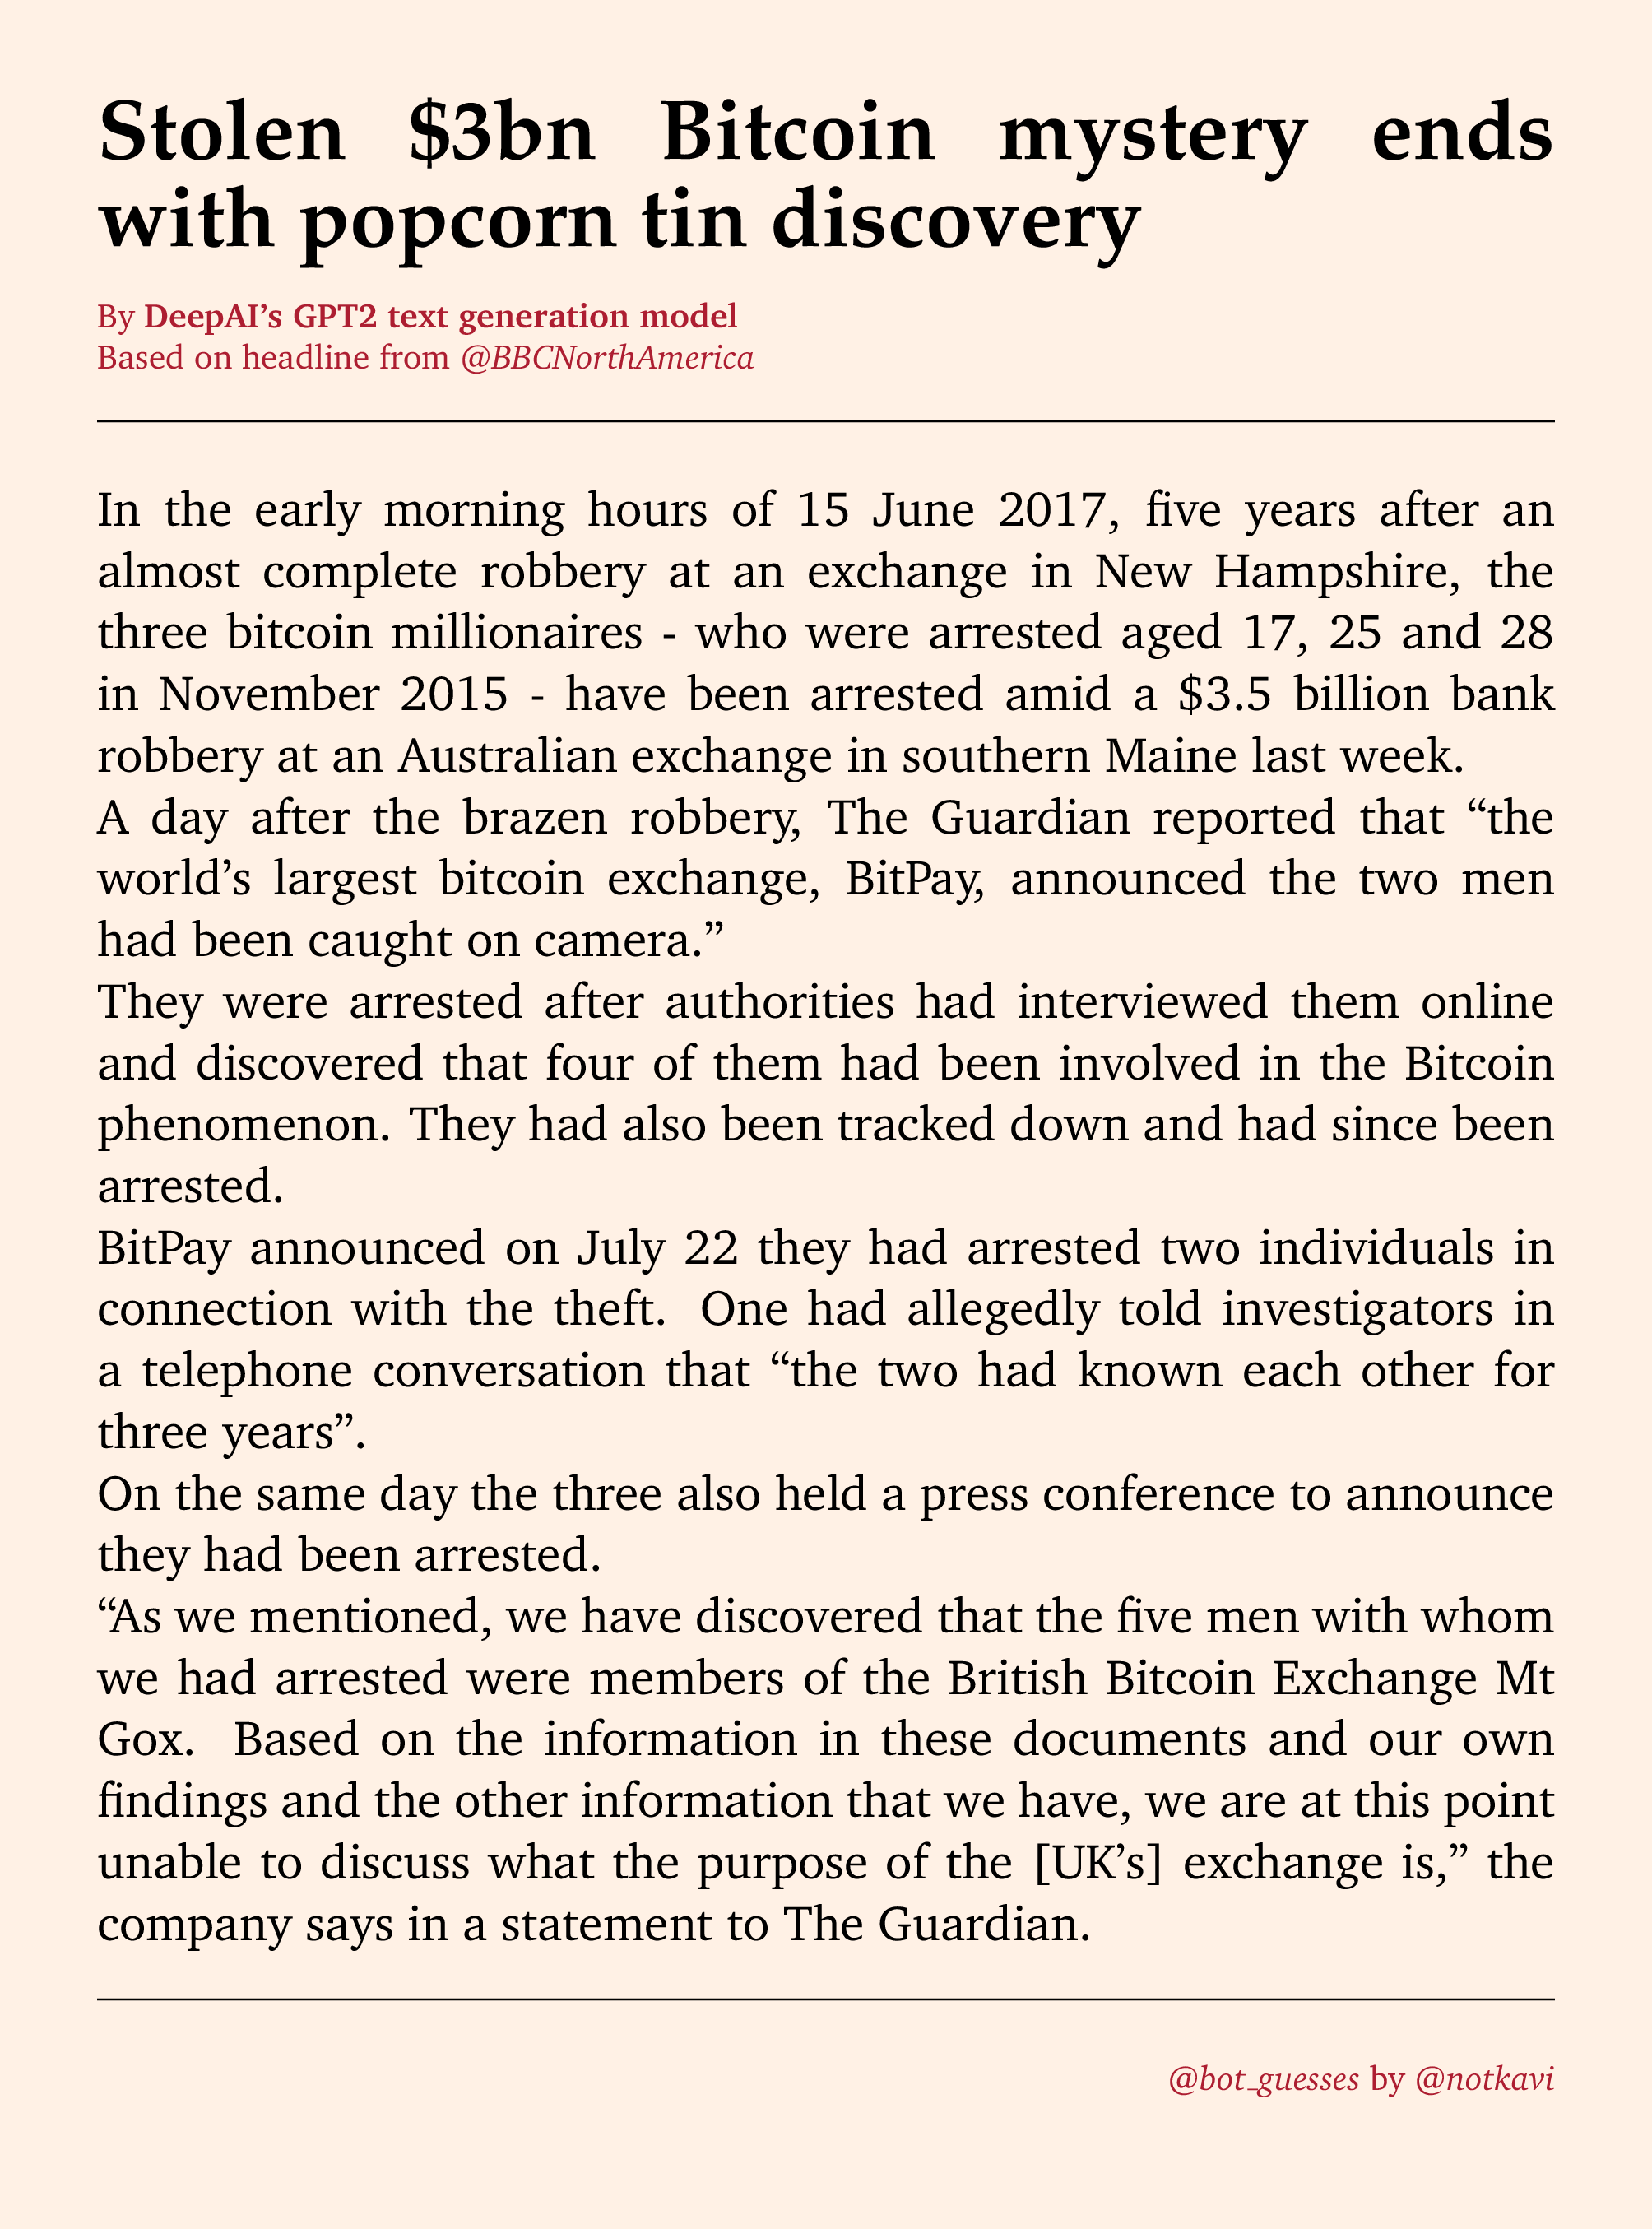 Stolen $3bn Bitcoin mystery ends
with popcorn tin discovery
By DeepAI’s GPT2 text generation model
Based on headline from @BBCNorthAmerica
In the early morning hours of 15 June 2017, five years after an
almost complete robbery at an exchange in New Hampshire, the
three bitcoin millionaires - who were arrested aged 17, 25 and 28
in November 2015 - have been arrested amid a $3.5 billion bank
robbery at an Australian exchange in southern Maine last week.
A day after the brazen robbery, The Guardian reported that “the
world’s largest bitcoin exchange, BitPay, announced the two men
had been caught on camera.”
They were arrested after authorities had interviewed them online
and discovered that four of them had been involved in the Bitcoin
phenomenon. They had also been tracked down and had since been
arrested.
BitPay announced on July 22 they had arrested two individuals in
connection with the theft. One had allegedly told investigators in
a telephone conversation that “the two had known each other for
three years”.
On the same day the three also held a press conference to announce
they had been arrested.
“As we mentioned, we have discovered that the five men with whom
we had arrested were members of the British Bitcoin Exchange Mt
Gox. Based on the information in these documents and our own
findings and the other information that we have, we are at this point
unable to discuss what the purpose of the [UK’s] exchange is,” the
company says in a statement to The Guardian.
@bot_guesses by @notkavi